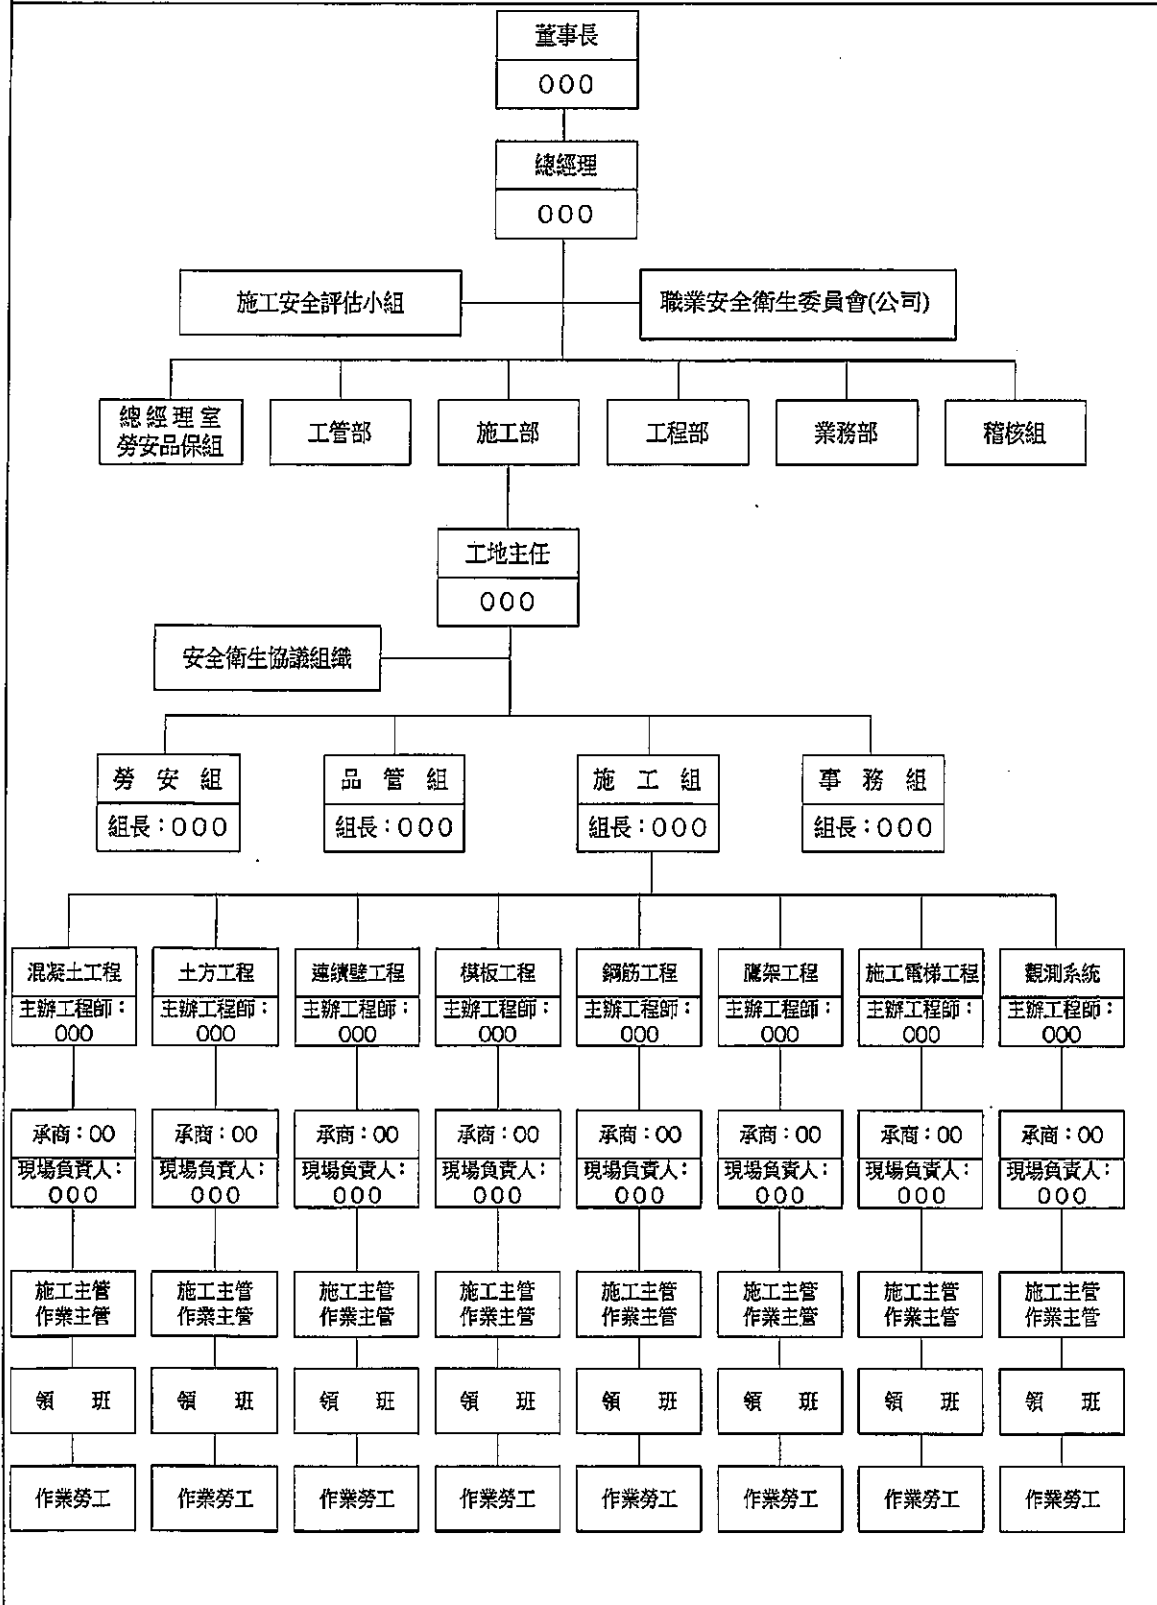 董事長
000
總經理
000
施工安全評估小組
職業安全衛生委員會(公司)
總經理室
勞安品保組
工管部
施工部
工程部
業務部
稽核組
工地主任
000
安全衛生協議組織
勞 安 組
組長：000
品 管 組
組長：000
施 工 組
組長：000
事 務 組
組長：000
混凝土工程
主辦工程師：
000
土方工程
主辦工程師：
000
連續壁工程
主辦工程師：
000
模板工程
主辦工程師：
000
鋼筋工程
主辦工程師：
000
鷹架工程
主辦工程師：
000
施工電梯工程
主辦工程師：
000
觀測系統
主辦工程師：
000
承商：00
現場負責人：
000
承商：00
現場負責人：
000
承商：00
現場負責人：
000
承商：00
現場負責人：
000
承商：00
現場負責人：
000
承商：00
現場負責人：
000
承商：00
現場負責人：
000
承商：00
現場負責人：
000
施工主管
作業主管
施工主管
作業主管
施工主管
作業主管
施工主管
作業主管
施工主管
作業主管
施工主管
作業主管
施工主管
作業主管
施工主管
作業主管
領 班
領 班
領 班
領 班
領 班
領 班
領 班
領 班
作業勞工
作業勞工
作業勞工
作業勞工
作業勞工
作業勞工
作業勞工
作業勞工